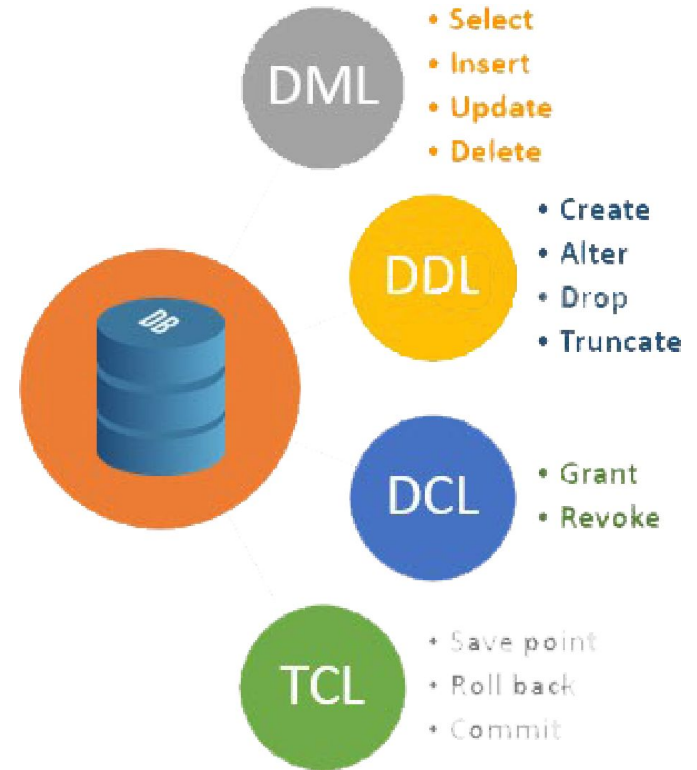 DML
• Select
• Insert
• Update
• Delete
DDL
• Create
• Alter
• Drop
• Truncate
DB
DCL
• Grant
• Revoke
TCL
• Save point
• Roll back
• Commit